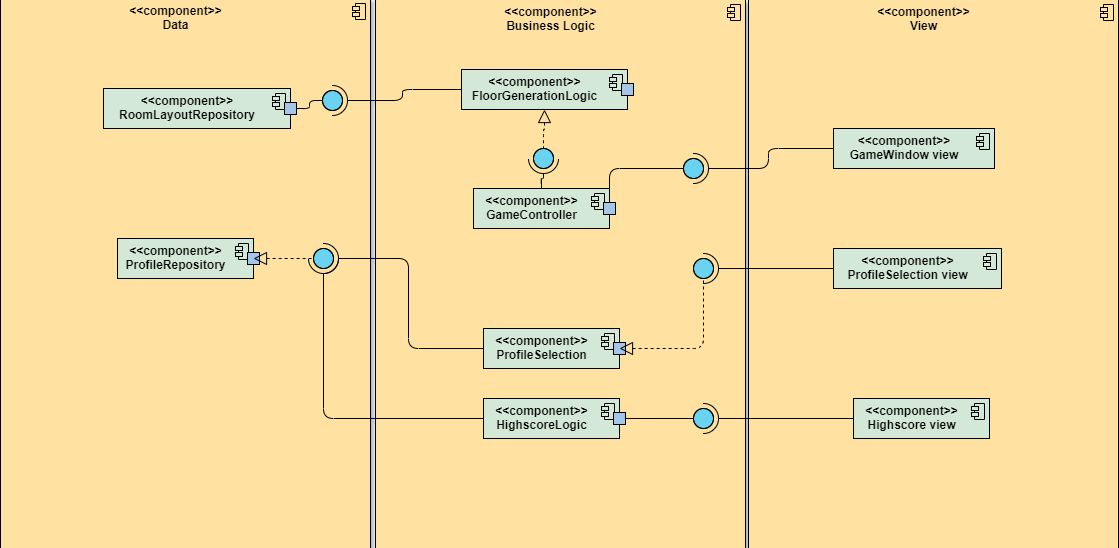 <<component>>
Data
<<component>>
Business Logic
<<component>>
View
<<component>>
RoomLayoutRepository
<<component>>
FloorGenerationLogic
<<component>>
GameWindow view
<<component>>
GameController
<<component>>
ProfileRepository
<<component>>
ProfileSelection view
<<component>>
ProfileSelection
<<component>>
HighscoreLogic
<<component>>
Highscore view